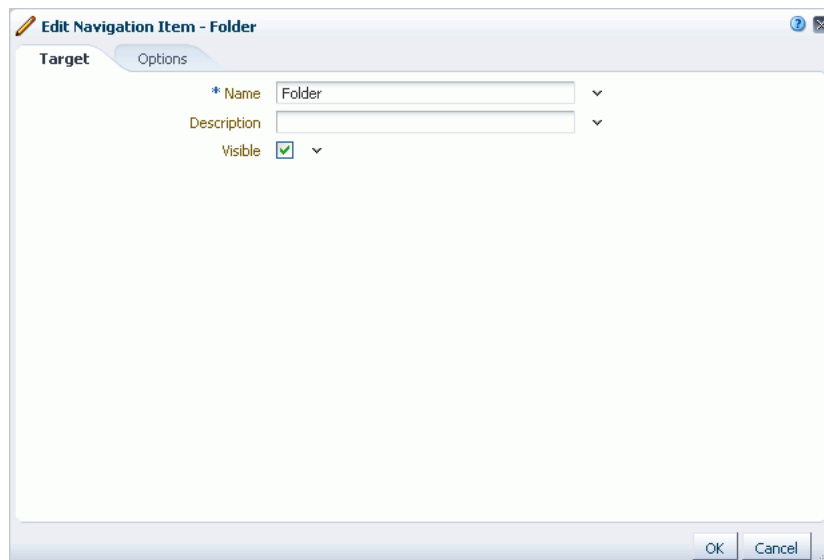 Edit Navigation Item - Folder
Target Options
* Name Folder
Description
Visible
OK Cancel